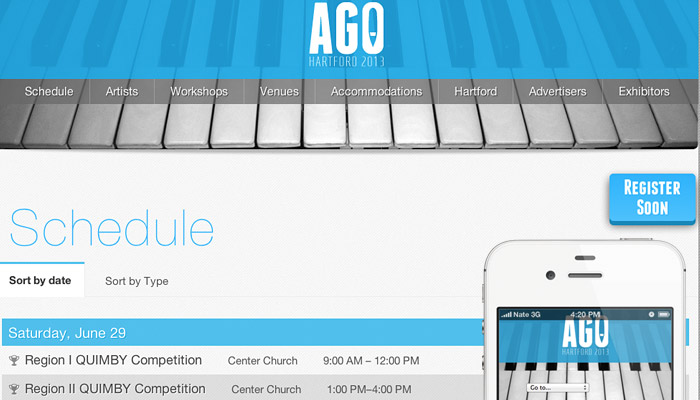 AGO
HARTFORD 2013
Schedule Artists Workshops Venues Accommodations Hartford Advertisers Exhibitors
REGISTER
SOON
Schedule
Sort by date Sort by Type
Saturday, June 29
Region I QUIMBY Competition Center Church 9:00 AM – 12:00 PM
Region II QUIMBY Competition Center Church 1:00 PM–4:00 PM
Nate 3G 4:20 PM
AGO
HARTFORD 2013
Go to...